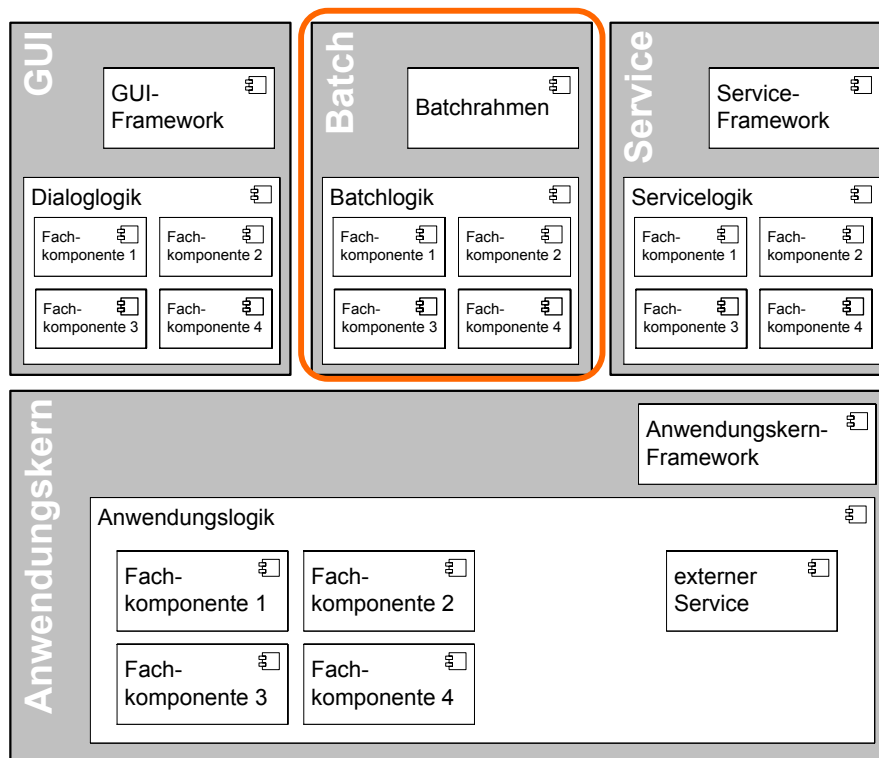 GUI
GUI-
Framework
Dialoglogik
Fach-
komponente 1
Fach-
komponente 2
Fach-
komponente 3
Fach-
komponente 4
Batch
Batchrahmen
Batchlogik
Fach-
komponente 1
Fach-
komponente 2
Fach-
komponente 3
Fach-
komponente 4
Service
Service-
Framework
Servicelogik
Fach-
komponente 1
Fach-
komponente 2
Fach-
komponente 3
Fach-
komponente 4
Anwendungskern
Anwendungskern-
Framework
Anwendungslogik
Fach-
komponente 1
Fach-
komponente 2
externer
Service
Fach-
komponente 3
Fach-
komponente 4